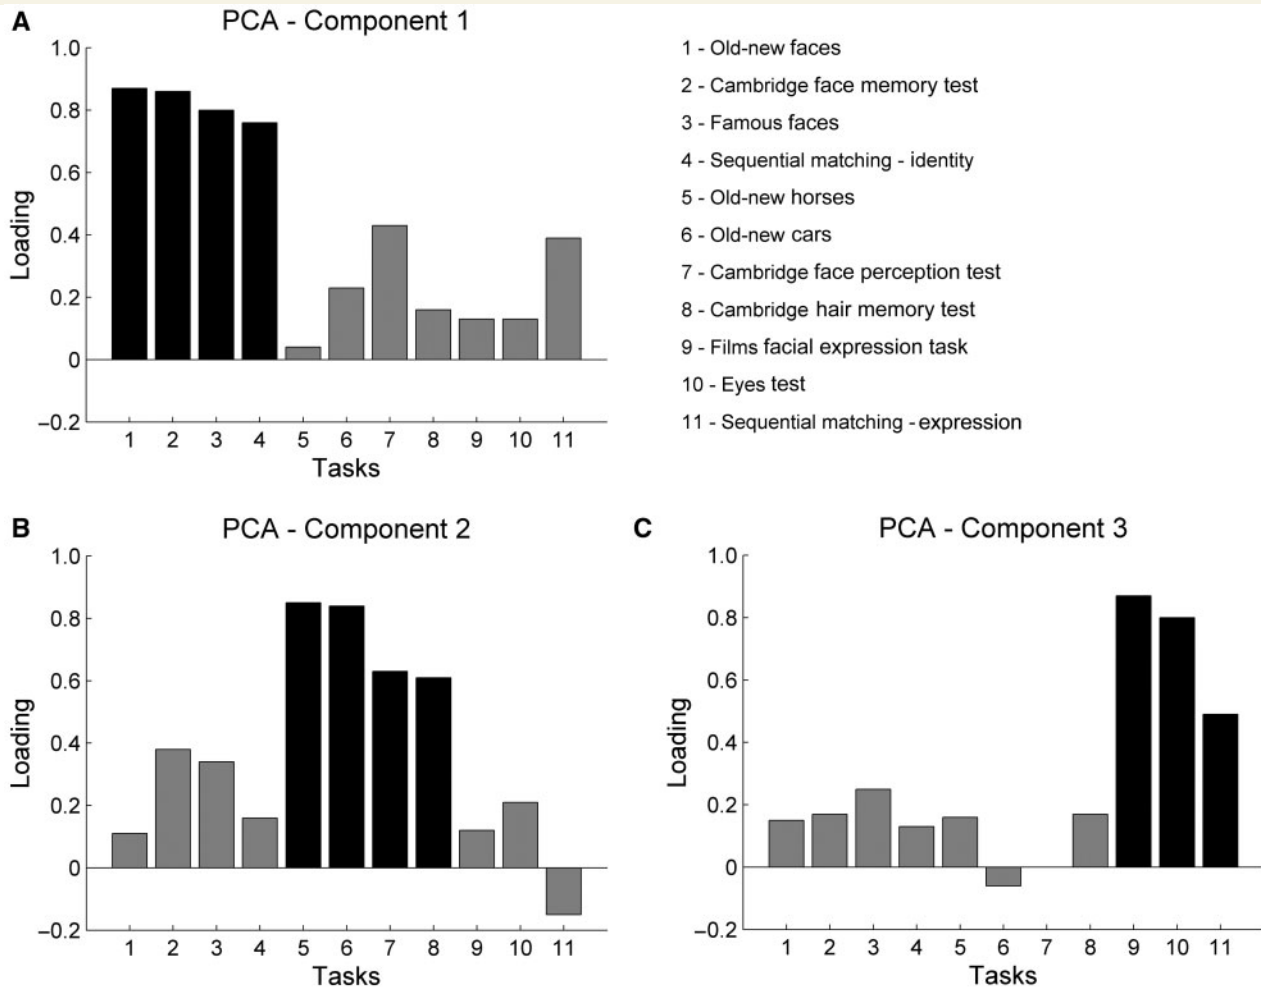 A
PCA - Component 1
1.0
0.8
0.6
0.4
0.2
0
–0.2
Loading
1 2 3 4 5 6 7 8 9 10 11
Tasks
1 - Old-new faces
2 - Cambridge face memory test
3 - Famous faces
4 - Sequential matching - identity
5 - Old-new horses
6 - Old-new cars
7 - Cambridge face perception test
8 - Cambridge hair memory test
9 - Films facial expression task
10 - Eyes test
11 - Sequential matching - expression
B
PCA - Component 2
1.0
0.8
0.6
0.4
0.2
0
–0.2
Loading
1 2 3 4 5 6 7 8 9 10 11
Tasks
C
PCA - Component 3
1.0
0.8
0.6
0.4
0.2
0
–0.2
Loading
1 2 3 4 5 6 7 8 9 10 11
Tasks